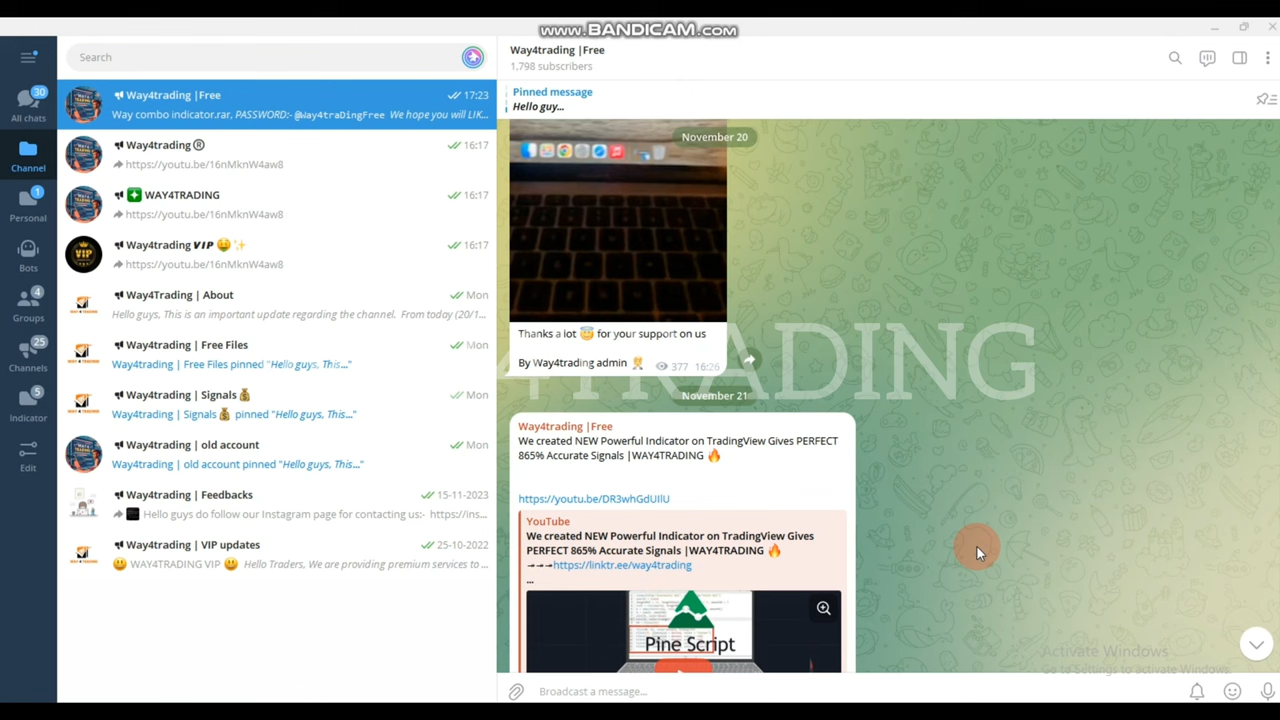 www.BANDICAM.com
Search
Way4trading |Free
1,798 subscribers
Pinned message
Hello guy...
30
All chats
Channel
1
Personal
Bots
4
Groups
25
Channels
5
Indicator
Edit
Way4trading |Free
17:23
Way combo indicator.rar, PASSWORD:- @Way4traDingFree We hope you will LIK...
Way4trading ®
16:17
https://youtu.be/16nMknW4aw8
WAY4TRADING
16:17
https://youtu.be/16nMknW4aw8
VIP
Way4trading VIP 🤑✨
16:17
https://youtu.be/16nMknW4aw8
Way4Trading | About
Mon
Hello guys, This is an important update regarding the channel. From today (20/1...
Way4trading | Free Files
Mon
Way4trading | Free Files pinned "Hello guys, This..."
Way4trading | Signals💰
Mon
Way4trading | Signals💰 pinned "Hello guys, This..."
Way4trading | old account
Mon
Way4trading | old account pinned "Hello guys, This..."
Way4trading | Feedbacks
15-11-2023
Hello guys do follow our Instagram page for contacting us:- https://ins...
Way4trading | VIP updates
25-10-2022
😃 WAY4TRADING VIP 😃 Hello Traders, We are providing premium services to ...
November 20
Thanks a lot 😇 for your support on us
By Way4trading admin
377 16:26
4TRADING
November 21
Way4trading |Free
We created NEW Powerful Indicator on TradingView Gives PERFECT
865% Accurate Signals |WAY4TRADING 🔥
https://youtu.be/DR3whGdUIlU
YouTube
We created NEW Powerful Indicator on TradingView Gives
PERFECT 865% Accurate Signals |WAY4TRADING 🔥
→→→https://linktr.ee/way4trading
...
Pine Script
Activate Windows
Go to Settings to activate Windows.
Broadcast a message...